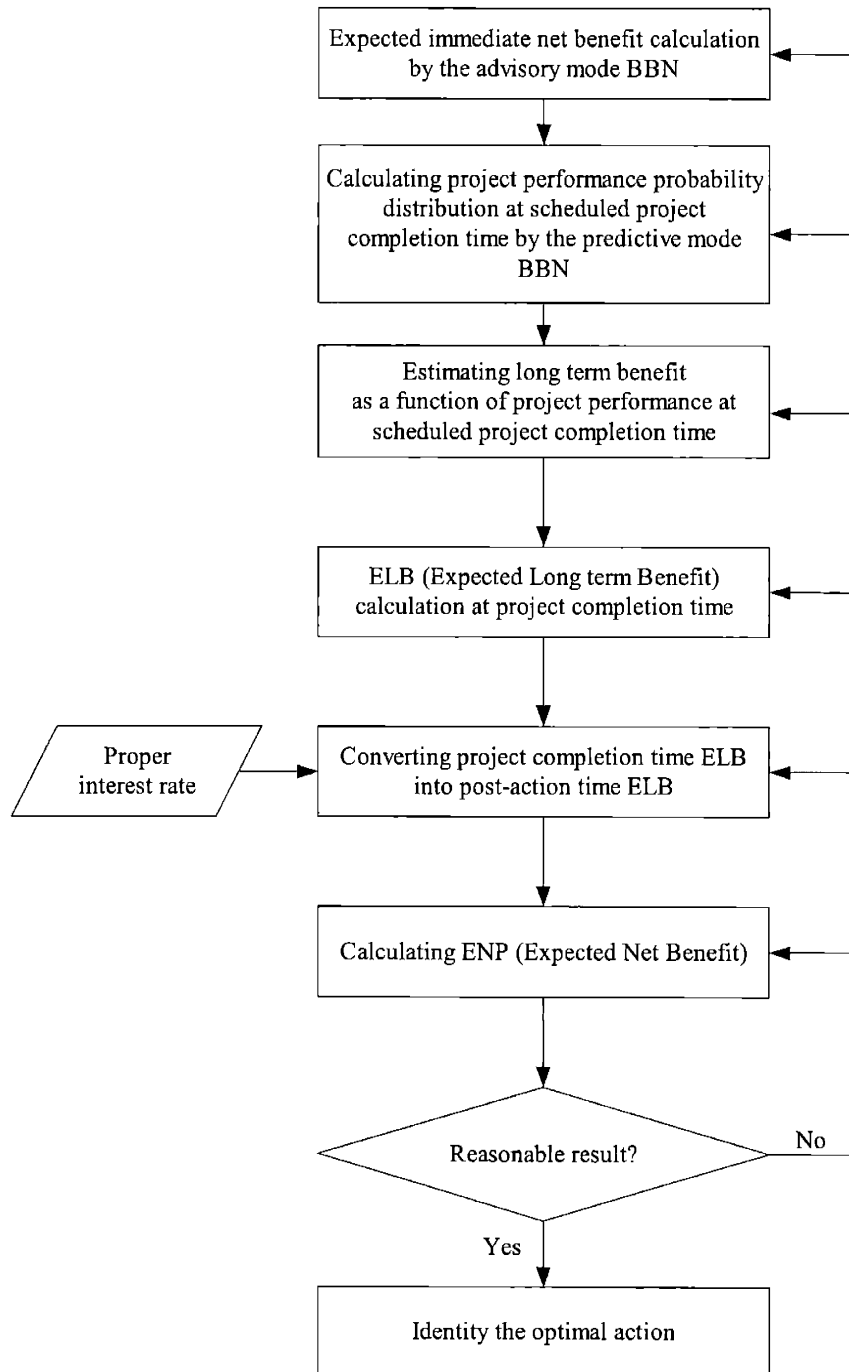 Expected immediate net benefit calculation
by the advisory mode BBN
Calculating project performance probability
distribution at scheduled project
completion time by the predictive mode
BBN
Estimating long term benefit
as a function of project performance at
scheduled project completion time
ELB (Expected Long term Benefit)
calculation at project completion time
Proper
interest rate
Converting project completion time ELB
into post-action time ELB
Calculating ENP (Expected Net Benefit)
Reasonable result?
No
Yes
Identity the optimal action